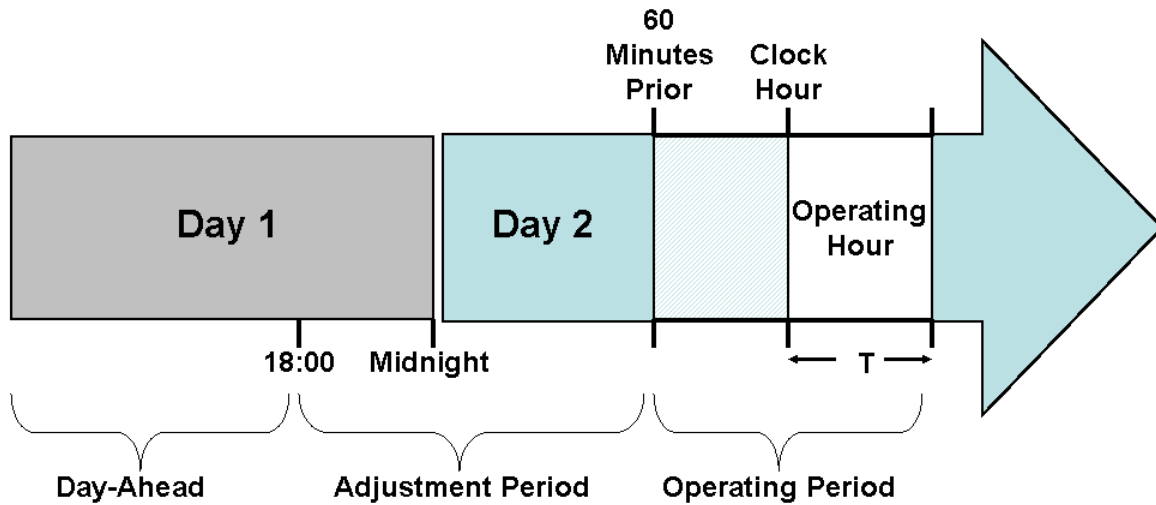 60
Minutes
Prior
Clock
Hour
Day 1
Day 2
Operating
Hour
18:00
Midnight
T
Day-Ahead
Adjustment Period
Operating Period